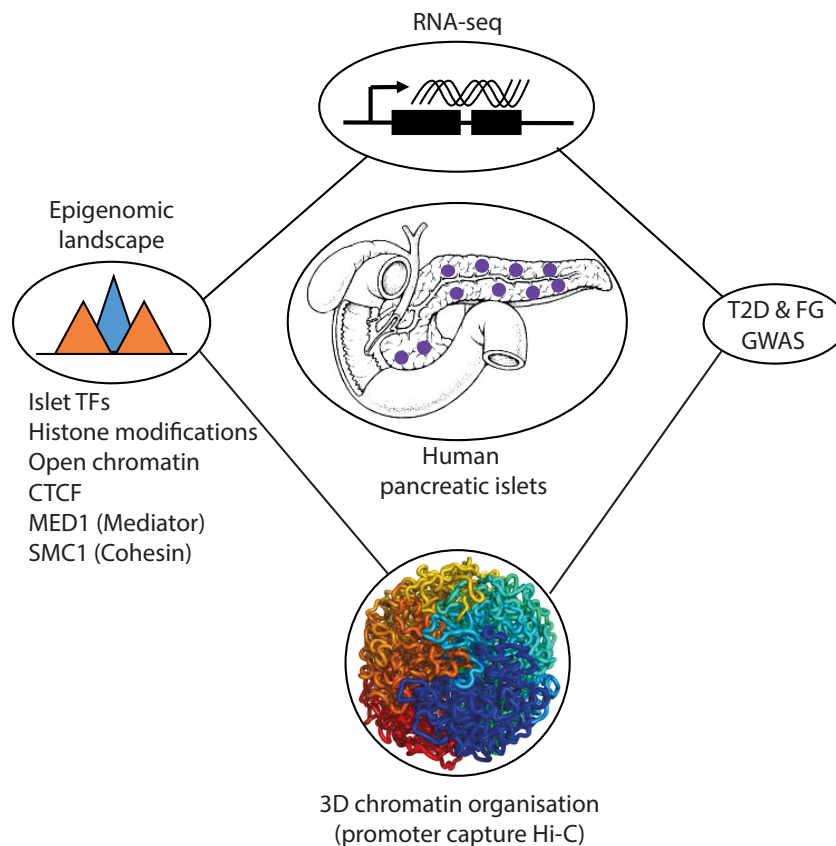 RNA-seq
Epigenomic
landscape
T2D & FG
GWAS
Islet TFs
Histone modifications
Open chromatin
CTCF
MED1 (Mediator)
SMC1 (Cohesin)
Human
pancreatic islets
3D chromatin organisation
(promoter capture Hi-C)